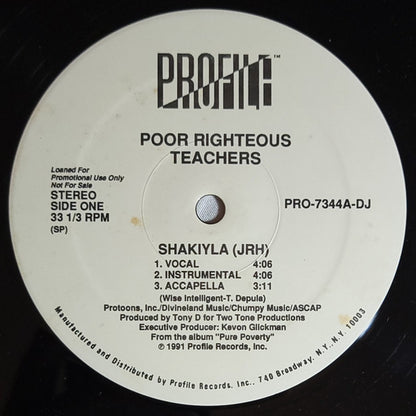 PROFILE™
POOR RIGHTEOUS
TEACHERS
Loaned For
Promotional Use Only
Not For Sale
STEREO
SIDE ONE
33 1/3 RPM
(SP)
PRO-7344A-DJ
SHAKIYLA (JRH)
1. VOCAL 4:06
2. INSTRUMENTAL 4:06
3. ACCAPELLA 3:11
(Wise Intelligent-T. Depula)
Protoons, Inc./Divineland Music/Chumpy Music/ASCAP
Produced by Tony D for Two Tone Productions
Executive Producer: Kevon Glickman
From the album "Pure Poverty"
℗ 1991 Profile Records, Inc.
Manufactured and Distributed by Profile Records, Inc., 740 Broadway, N.Y., N.Y. 10003